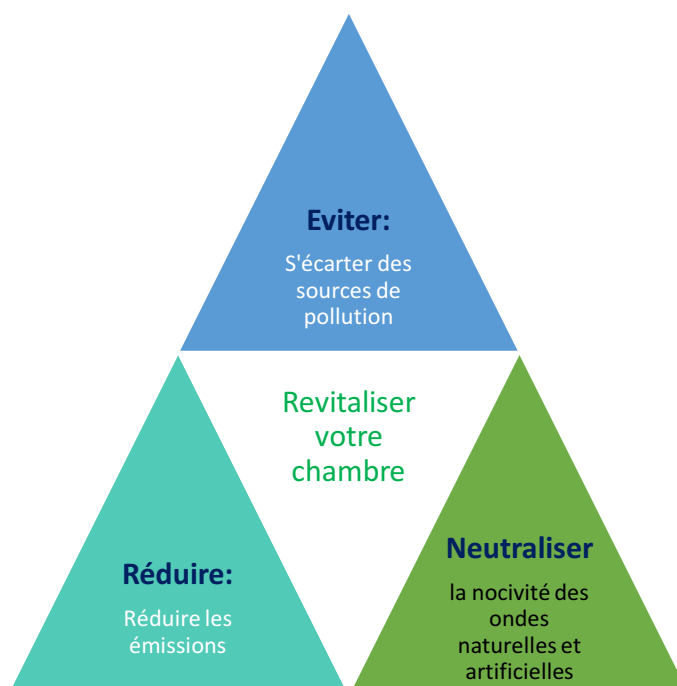 Eviter:
S'écarter des
sources de
pollution
Revitaliser
votre
chambre
Réduire:
Réduire les
émissions
Neutraliser
la nocivité des
ondes
naturelles et
artificielles